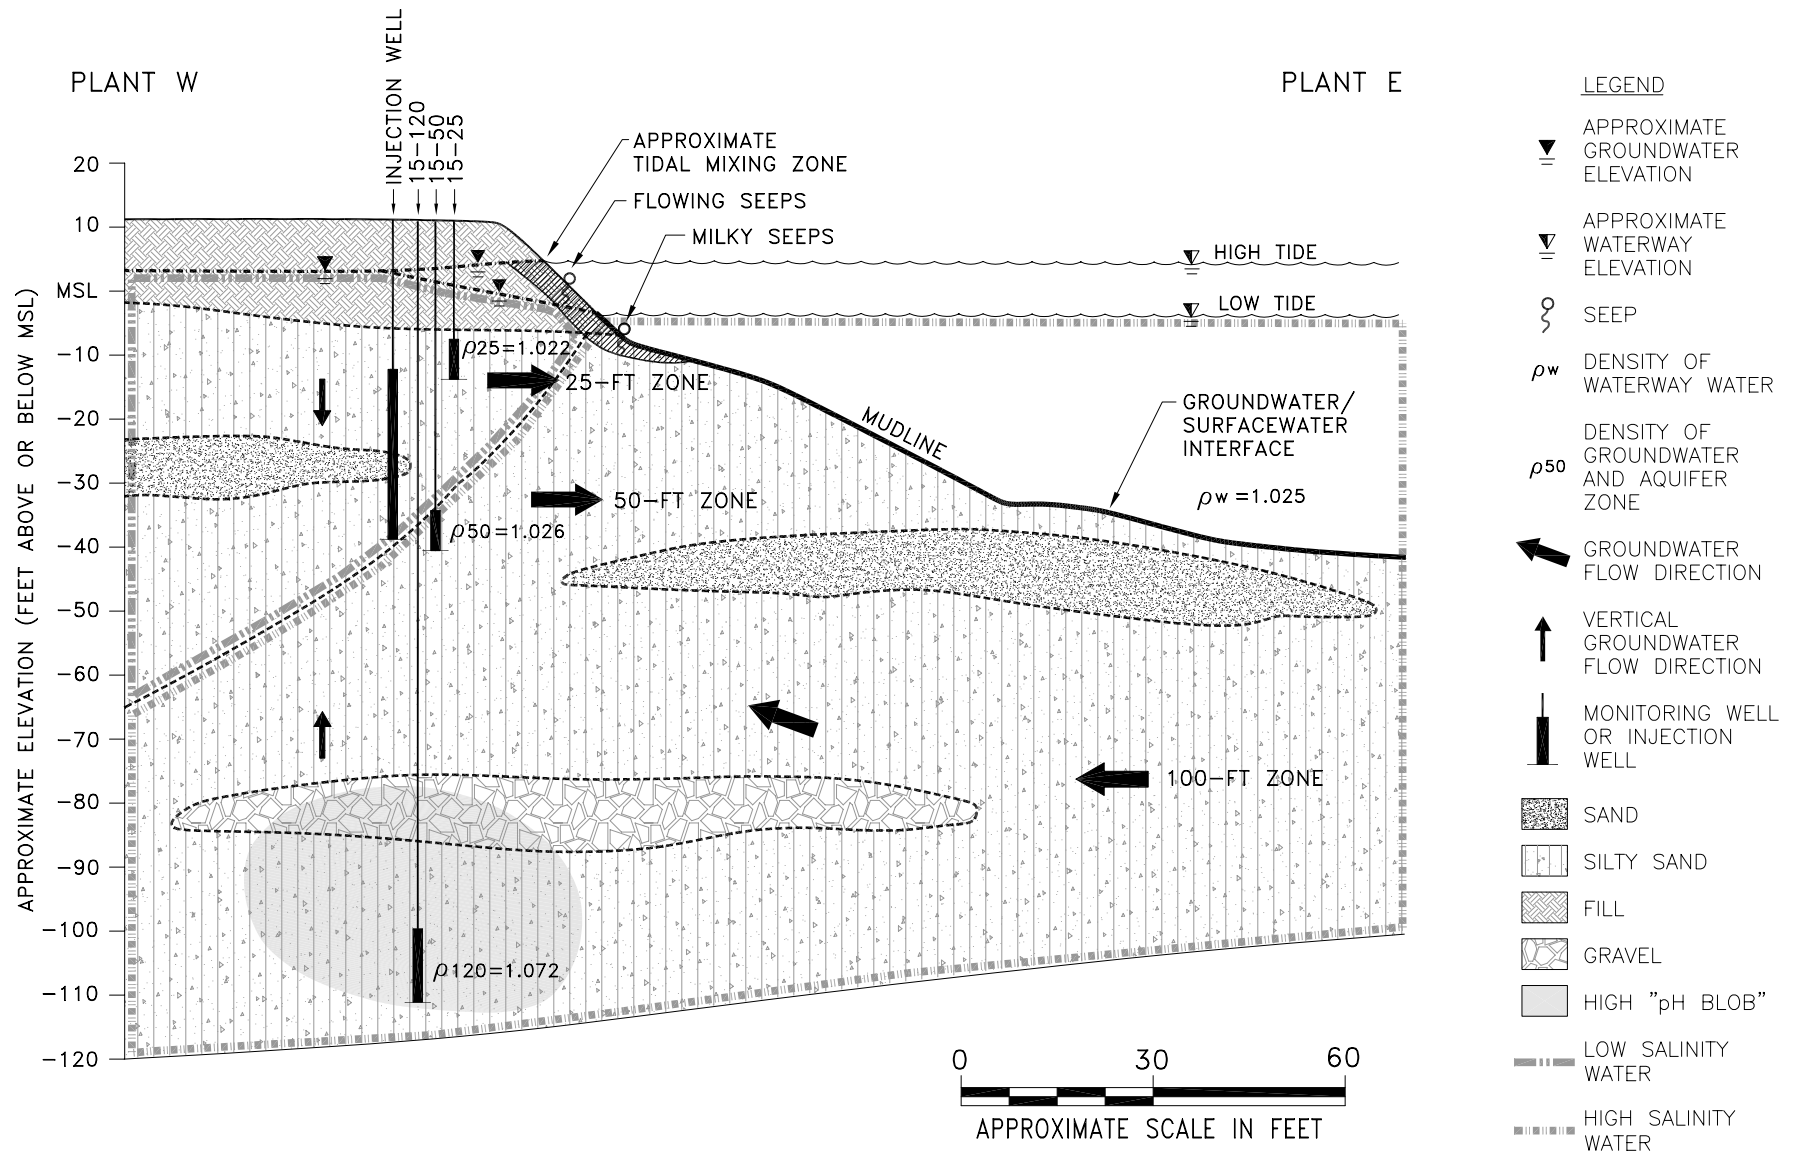 PLANT W
PLANT E
INJECTION WELL
15-120
15-50
15-25
APPROXIMATE
TIDAL MIXING ZONE
FLOWING SEEPS
MILKY SEEPS
HIGH TIDE
LOW TIDE
APPROXIMATE ELEVATION (FEET ABOVE OR BELOW MSL)
20
10
MSL
-10
-20
-30
-40
-50
-60
-70
-80
-90
-100
-110
-120
ρ25=1.022
25-FT ZONE
MUDLINE
GROUNDWATER/
SURFACEWATER
INTERFACE
ρw=1.025
50-FT ZONE
ρ50=1.026
100-FT ZONE
ρ120=1.072
0 30 60
APPROXIMATE SCALE IN FEET
LEGEND
APPROXIMATE
GROUNDWATER
ELEVATION
APPROXIMATE
WATERWAY
ELEVATION
SEEP
ρw
DENSITY OF
WATERWAY WATER
ρ50
DENSITY OF
GROUNDWATER
AND AQUIFER
ZONE
GROUNDWATER
FLOW DIRECTION
VERTICAL
GROUNDWATER
FLOW DIRECTION
MONITORING WELL
OR INJECTION
WELL
SAND
SILTY SAND
FILL
GRAVEL
HIGH "pH BLOB"
LOW SALINITY
WATER
HIGH SALINITY
WATER